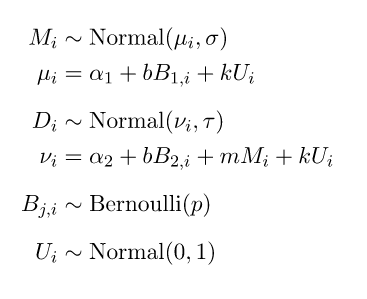 M_i ∼ Normal(μ_i, σ)
μ_i = α_1 + bB_{1,i} + kU_i
D_i ∼ Normal(ν_i, τ)
ν_i = α_2 + bB_{2,i} + mM_i + kU_i
B_{j,i} ∼ Bernoulli(p)
U_i ∼ Normal(0, 1)